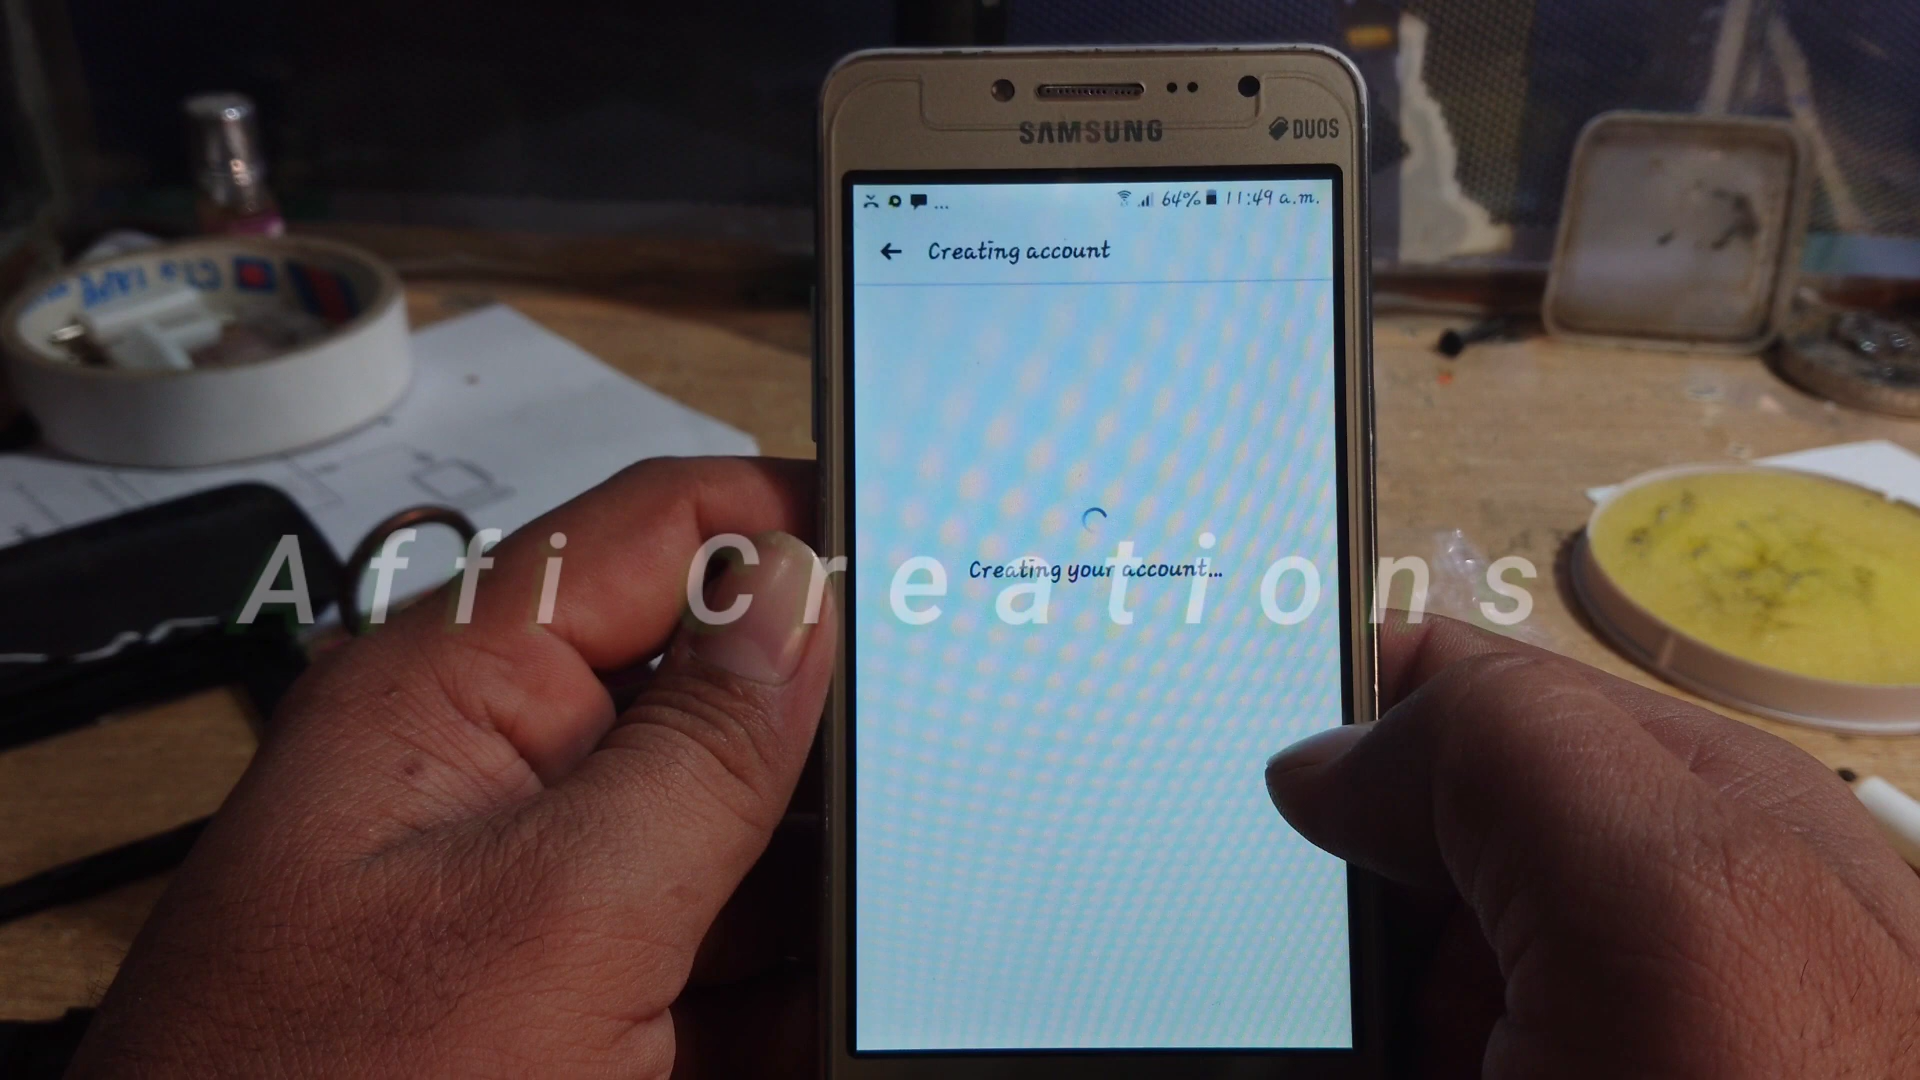 SAMSUNG
DUOS
... 64% 11:49 a.m.
Creating account
Creating your account...
Affi Creations